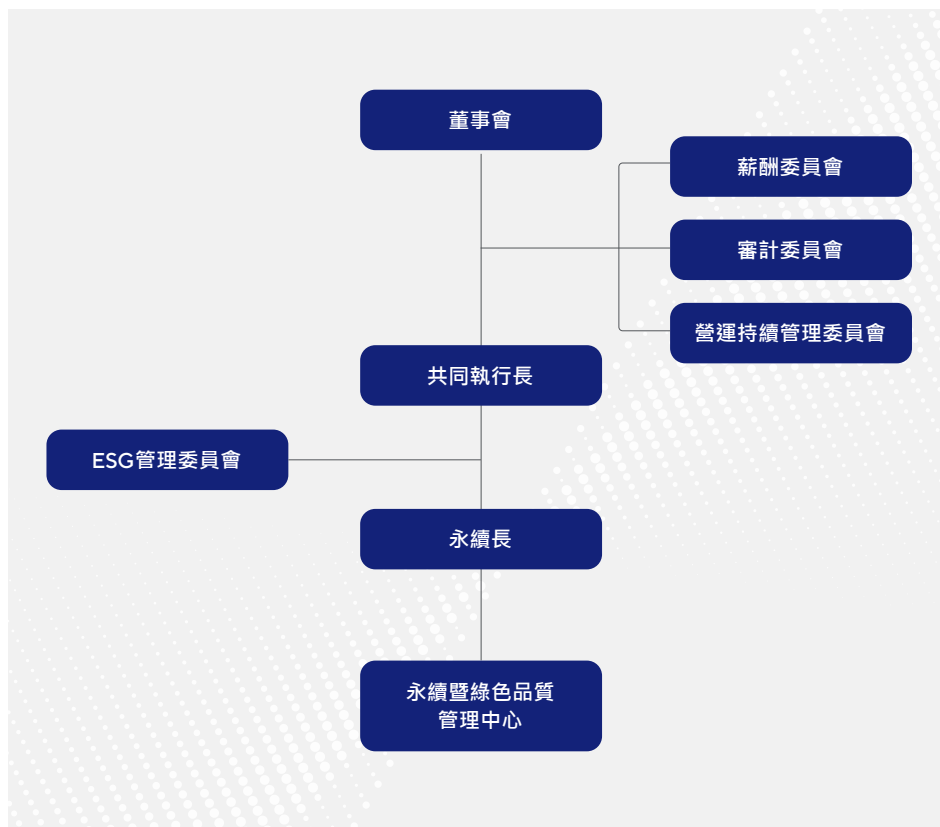 董事會
薪酬委員會
審計委員會
營運持續管理委員會
共同執行長
ESG管理委員會
永續長
永續暨綠色品質
管理中心